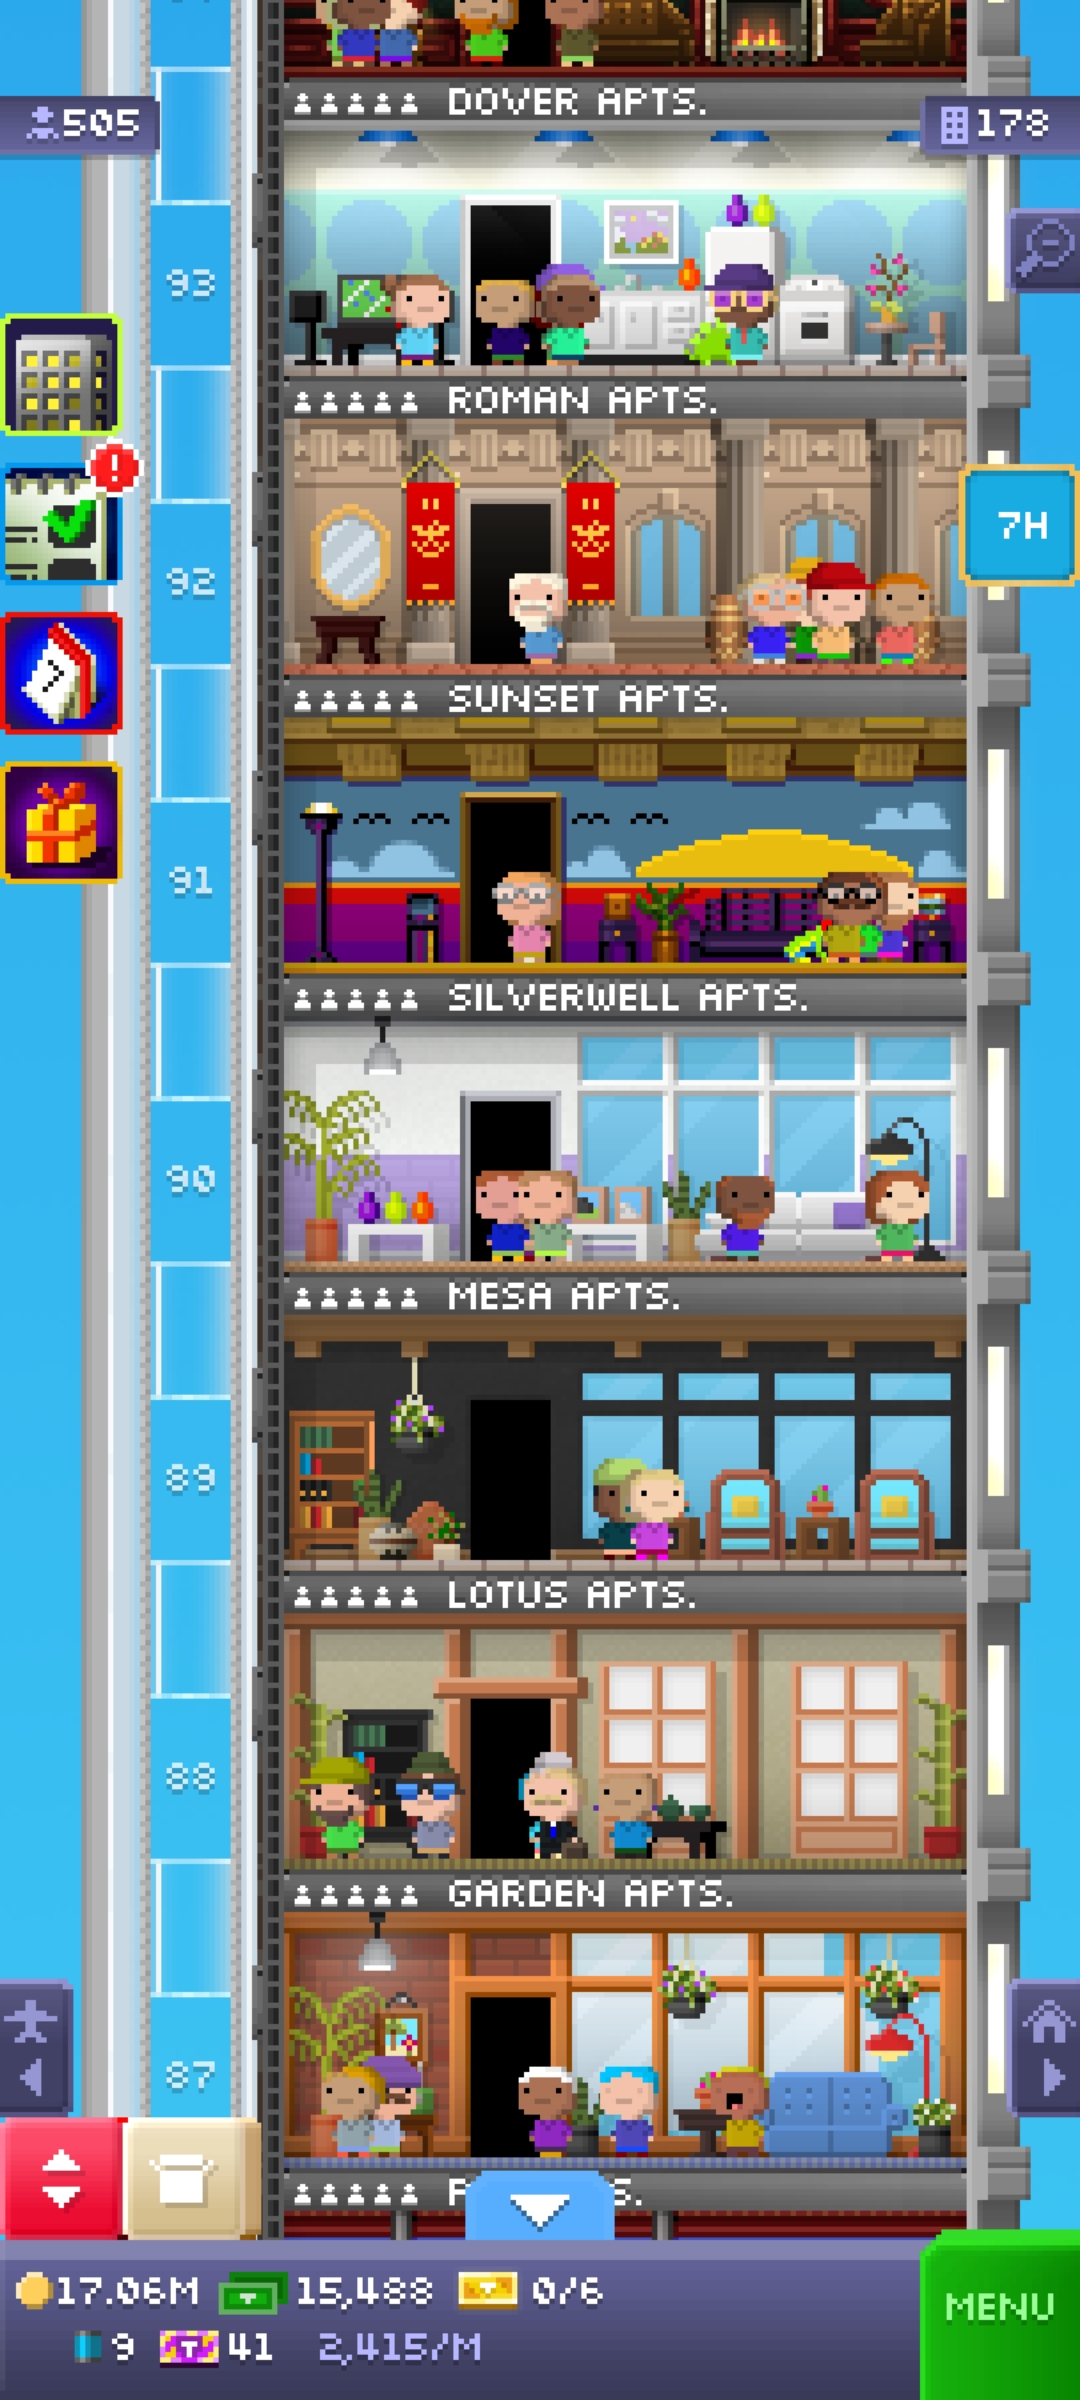 DOVER APTS.
505
178
93
ROMAN APTS.
7H
92
SUNSET APTS.
91
SILVERWELL APTS.
90
MESA APTS.
89
LOTUS APTS.
88
GARDEN APTS.
87
17.06M 15,488 0/6
MENU
9 41 2,415/M